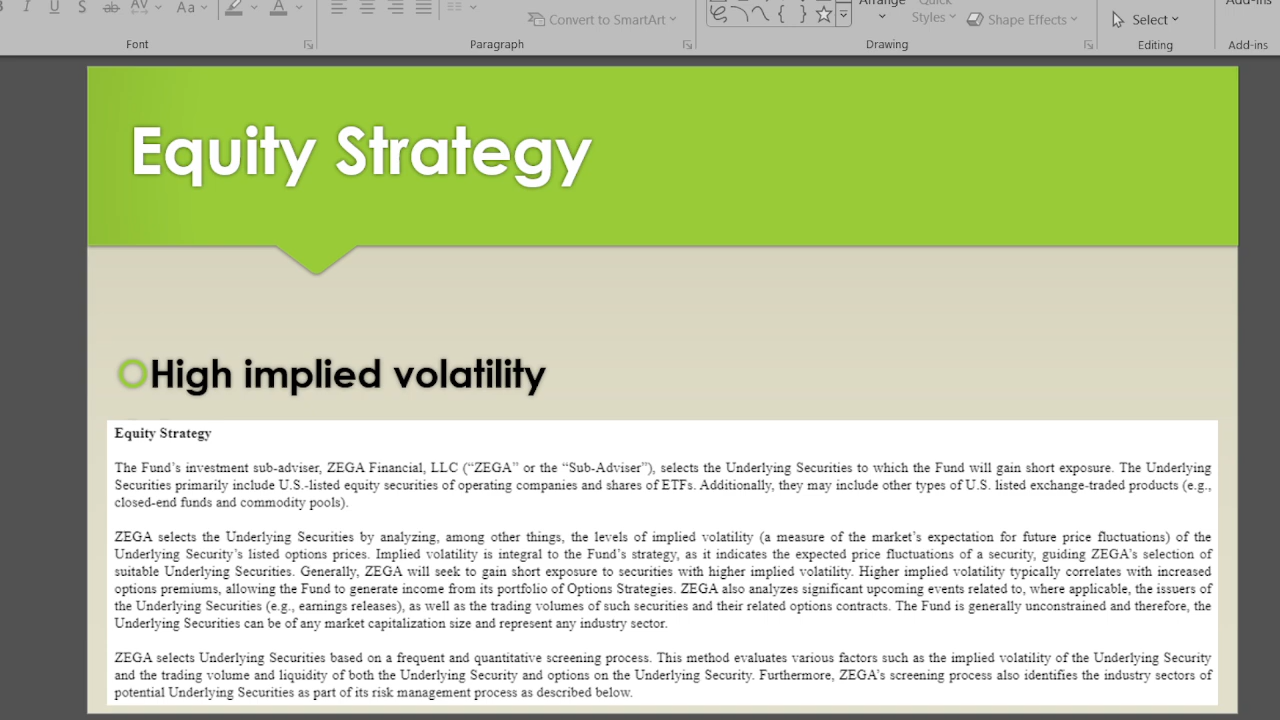 Convert to SmartArt
Arrange
Quick
Styles
Shape Effects
Select
Add-ins
Font
Paragraph
Drawing
Editing
Add-ins
Equity Strategy
High implied volatility
Equity Strategy
The Fund's investment sub-adviser, ZEGA Financial, LLC (“ZEGA” or the “Sub-Adviser”), selects the Underlying Securities to which the Fund will gain short exposure. The Underlying
Securities primarily include U.S.-listed equity securities of operating companies and shares of ETFs. Additionally, they may include other types of U.S. listed exchange-traded products (e.g.,
closed-end funds and commodity pools).
ZEGA selects the Underlying Securities by analyzing, among other things, the levels of implied volatility (a measure of the market's expectation for future price fluctuations) of the
Underlying Security's listed options prices. Implied volatility is integral to the Fund's strategy, as it indicates the expected price fluctuations of a security, guiding ZEGA's selection of
suitable Underlying Securities. Generally, ZEGA will seek to gain short exposure to securities with higher implied volatility. Higher implied volatility typically correlates with increased
options premiums, allowing the Fund to generate income from its portfolio of Options Strategies. ZEGA also analyzes significant upcoming events related to, where applicable, the issuers of
the Underlying Securities (e.g., earnings releases), as well as the trading volumes of such securities and their related options contracts. The Fund is generally unconstrained and therefore, the
Underlying Securities can be of any market capitalization size and represent any industry sector.
ZEGA selects Underlying Securities based on a frequent and quantitative screening process. This method evaluates various factors such as the implied volatility of the Underlying Security
and the trading volume and liquidity of both the Underlying Security and options on the Underlying Security. Furthermore, ZEGA's screening process also identifies the industry sectors of
potential Underlying Securities as part of its risk management process as described below.